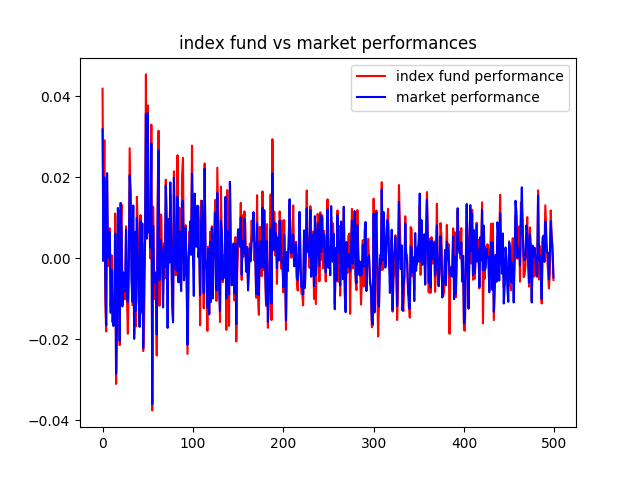 index fund vs market performances
index fund performance
market performance
0.04
0.02
0.00
−0.02
−0.04
0 100 200 300 400 500